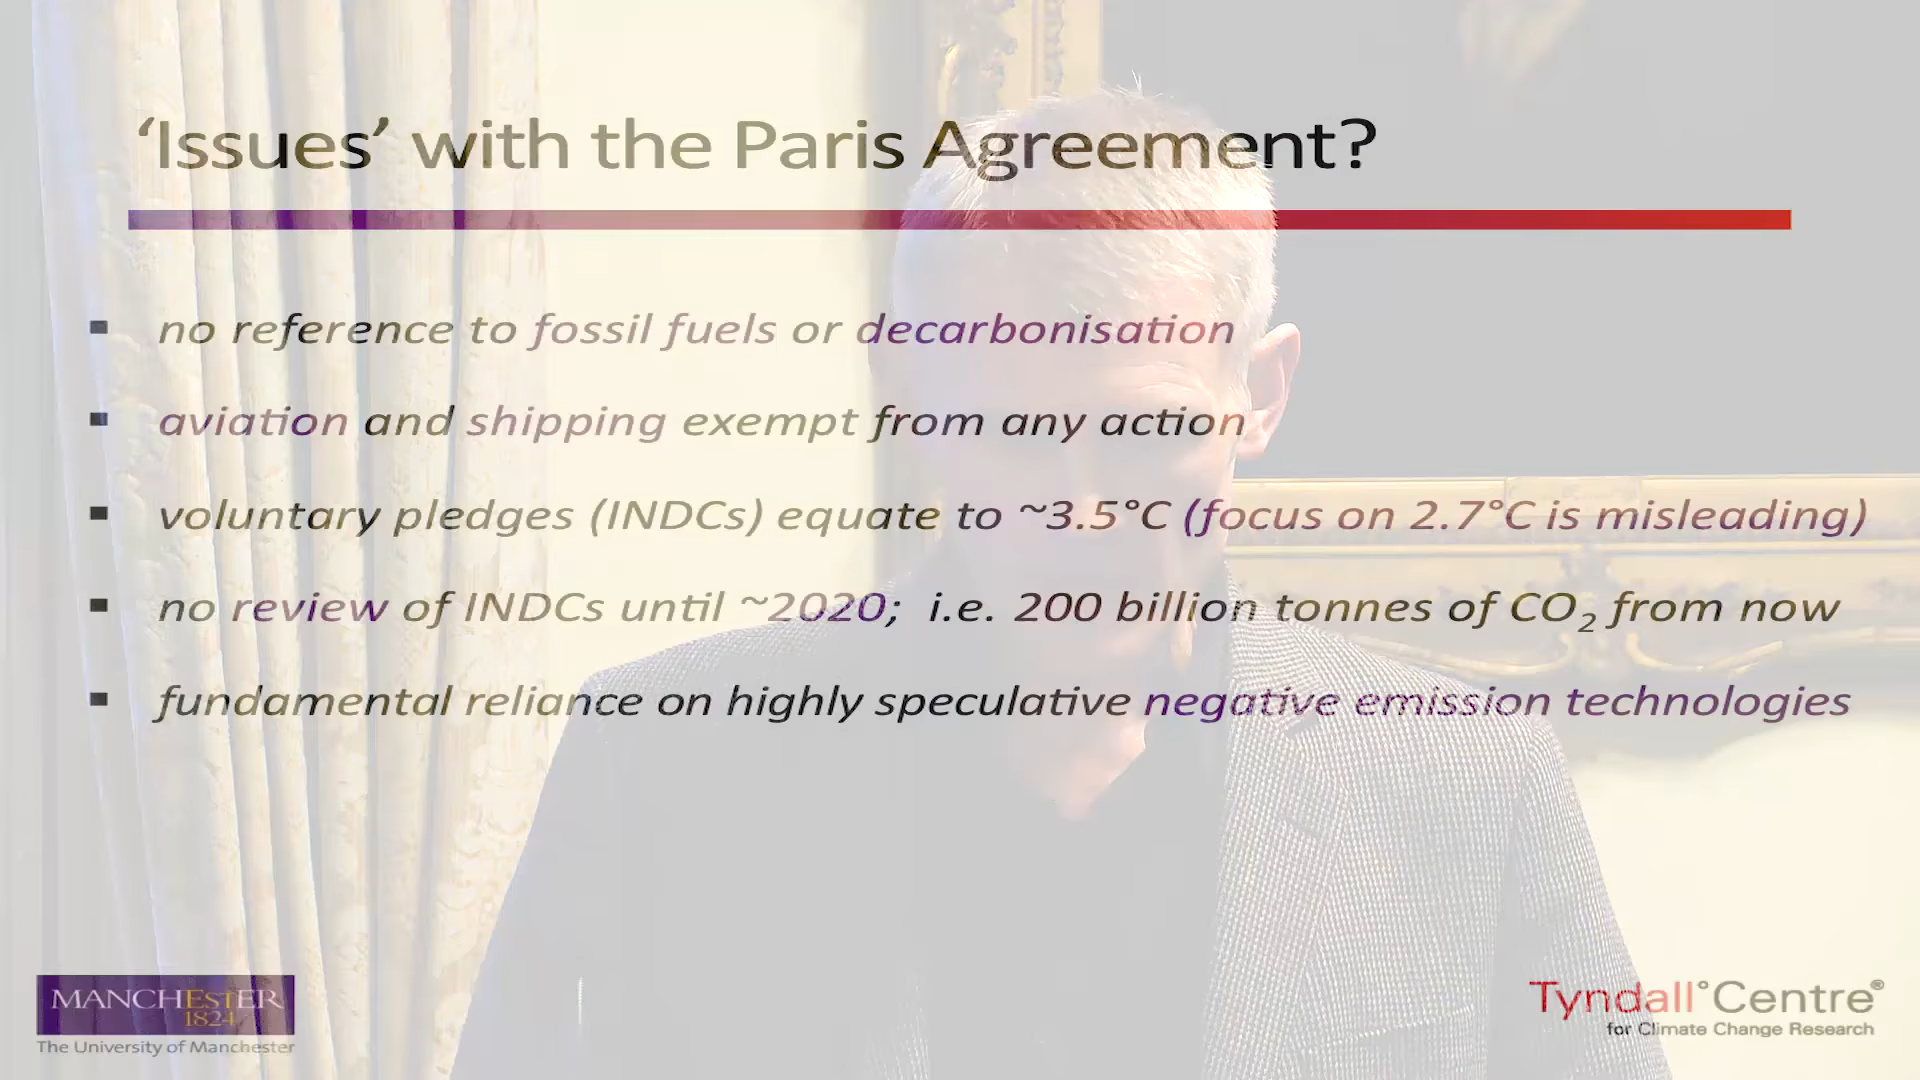 ‘Issues’ with the Paris Agreement?
▪ no reference to fossil fuels or decarbonisation
▪ aviation and shipping exempt from any action
▪ voluntary pledges (INDCs) equate to ~3.5°C (focus on 2.7°C is misleading)
▪ no review of INDCs until ~2020; i.e. 200 billion tonnes of CO₂ from now
▪ fundamental reliance on highly speculative negative emission technologies
MANCHESTER
1824
The University of Manchester
Tyndall°Centre®
for Climate Change Research